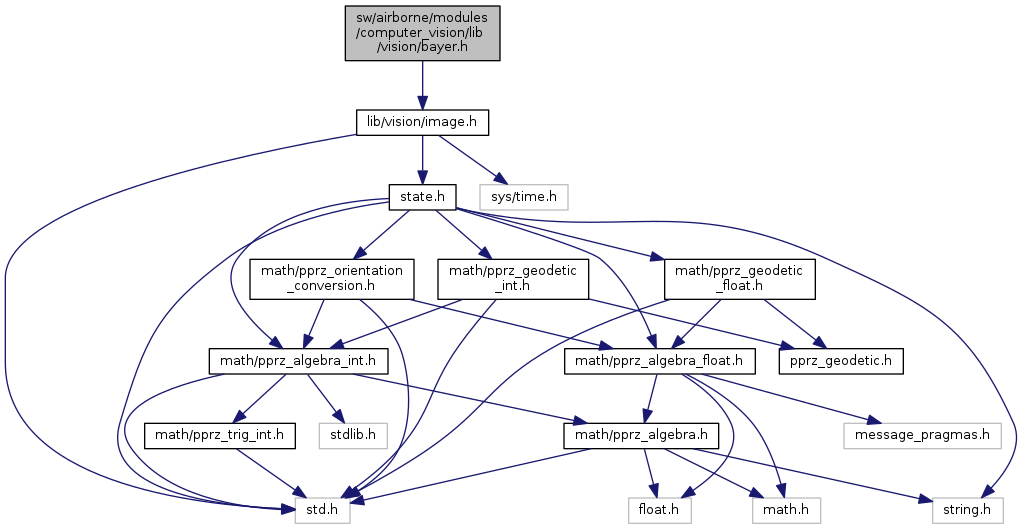 sw/airborne/modules
/computer_vision/lib
/vision/bayer.h
lib/vision/image.h
state.h
sys/time.h
math/pprz_orientation
_conversion.h
math/pprz_geodetic
_int.h
math/pprz_geodetic
_float.h
math/pprz_algebra_int.h
math/pprz_algebra_float.h
pprz_geodetic.h
math/pprz_trig_int.h
stdlib.h
math/pprz_algebra.h
message_pragmas.h
std.h
float.h
math.h
string.h